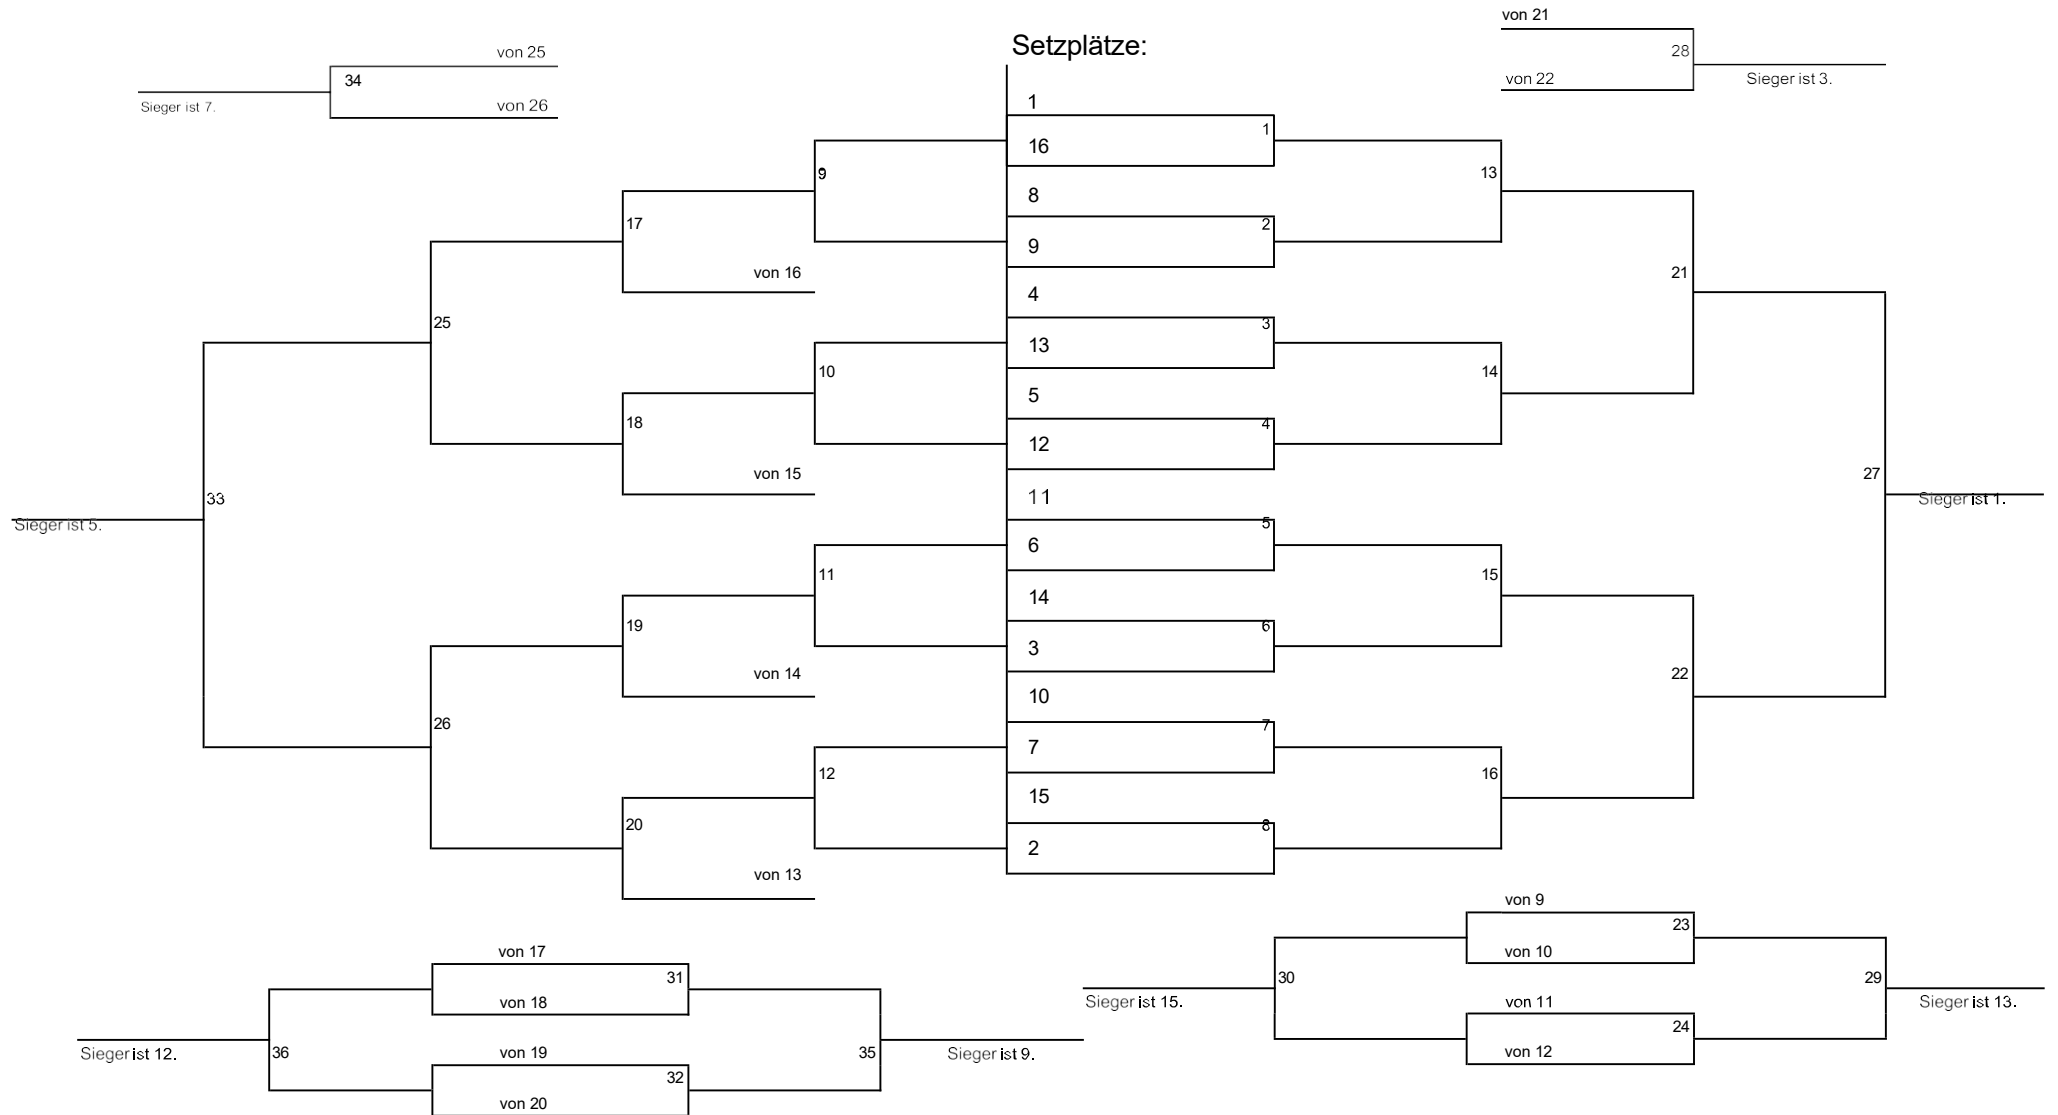 von 21
Setzplätze:
von 25
28
34
von 22
Sieger ist 3.
Sieger ist 7.
von 26
1
1
16
9
13
8
17
2
9
von 16
21
4
25
3
13
10
14
5
18
4
12
von 15
27
33
11
Sieger ist 1.
Sieger ist 5.
5
6
11
15
14
19
6
3
von 14
22
10
26
7
7
12
16
15
20
8
2
von 13
von 9
23
von 17
von 10
31
30
29
von 18
von 11
Sieger ist 15.
Sieger ist 13.
24
Sieger ist 12.
36
von 19
35
Sieger ist 9.
von 12
32
von 20